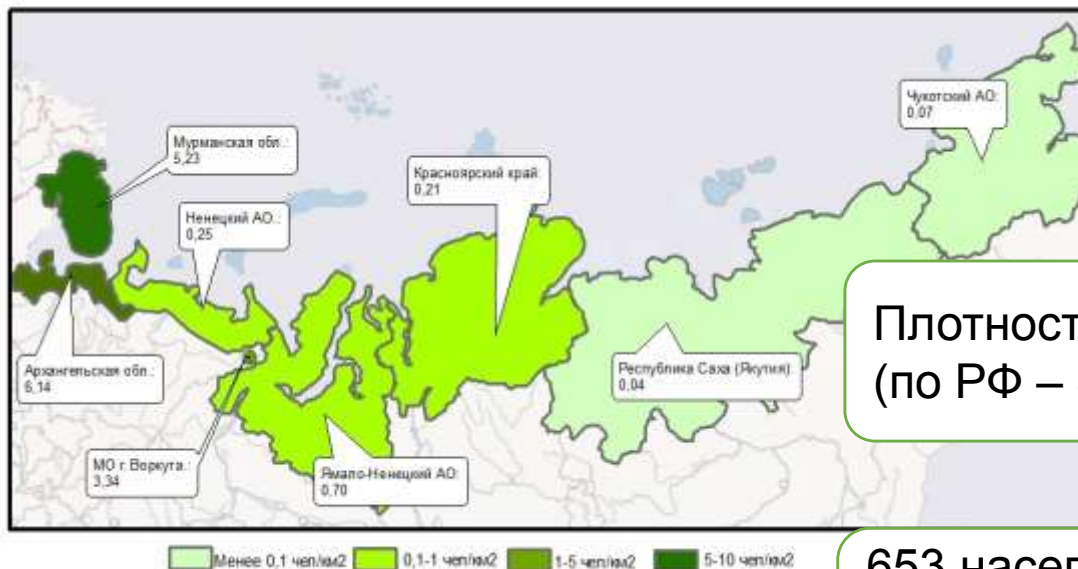 Чукотский АО:
0,07
Мурманская обл.:
5,23
Красноярский край:
0,21
Ненецкий АО.:
0,25
Плотност
(по РФ –
Архангельская обл.:
6,14
Республика Саха (Якутия):
0,04
МО г. Воркута.:
3,34
Ямало-Ненецкий АО:
0,70
Менее 0,1 чел/км2
0,1-1 чел/км2
1-5 чел/км2
5-10 чел/км2
653 насел